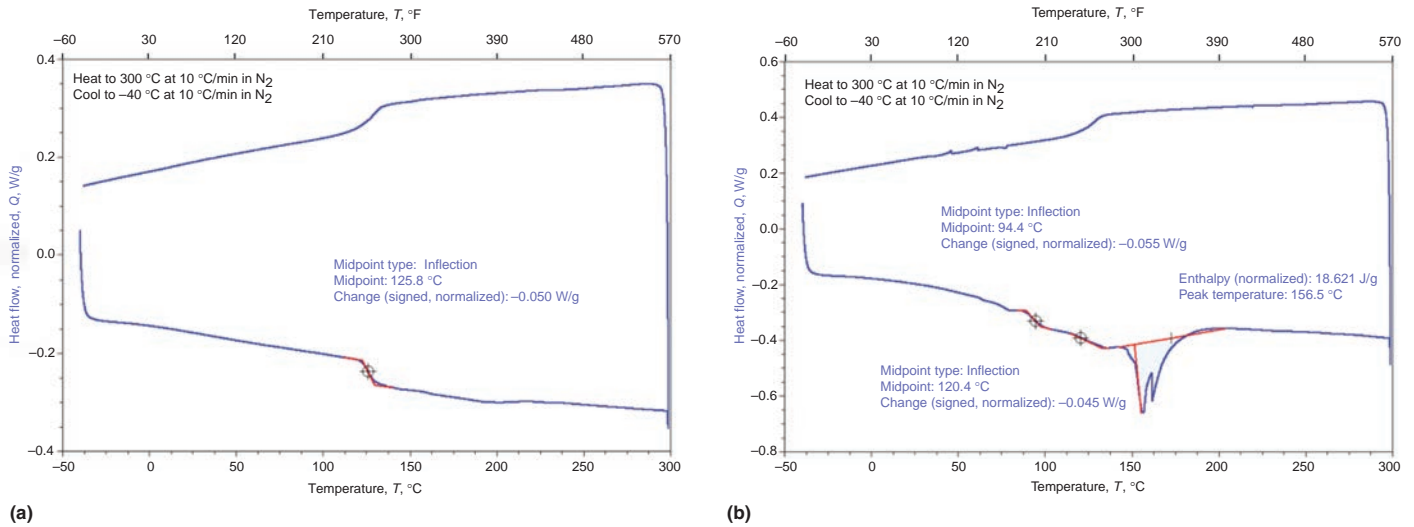 Temperature, T, °F
–60 30 120 210 300 390 480 570
0.4
0.2
0.0
–0.2
–0.4
Heat flow, normalized, Q, W/g
Heat to 300 °C at 10 °C/min in N2
Cool to –40 °C at 10 °C/min in N2
Midpoint type: Inflection
Midpoint: 125.8 °C
Change (signed, normalized): –0.050 W/g
–50 0 50 100 150 200 250 300
Temperature, T, °C
(a)
Temperature, T, °F
–60 30 120 210 300 390 480 570
0.6
0.4
0.2
0.0
–0.2
–0.4
–0.6
–0.8
Heat flow, normalized, Q, W/g
Heat to 300 °C at 10 °C/min in N2
Cool to –40 °C at 10 °C/min in N2
Midpoint type: Inflection
Midpoint: 94.4 °C
Change (signed, normalized): –0.055 W/g
Enthalpy (normalized): 18.621 J/g
Peak temperature: 156.5 °C
Midpoint type: Inflection
Midpoint: 120.4 °C
Change (signed, normalized): –0.045 W/g
–50 0 50 100 150 200 250 300
Temperature, T, °C
(b)